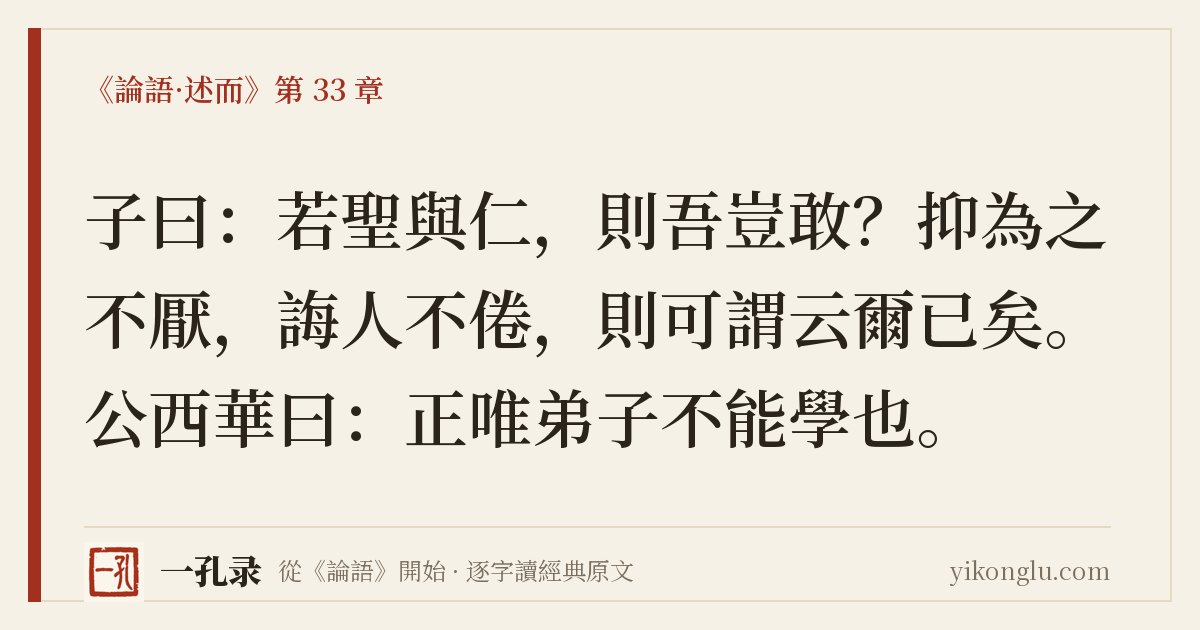 《論語·述而》第 33 章
子曰：若聖與仁，則吾豈敢？抑為之
不厭，誨人不倦，則可謂云爾已矣。
公西華曰：正唯弟子不能學也。
一孔
一孔录 從《論語》開始 · 逐字讀經典原文 yikonglu.com